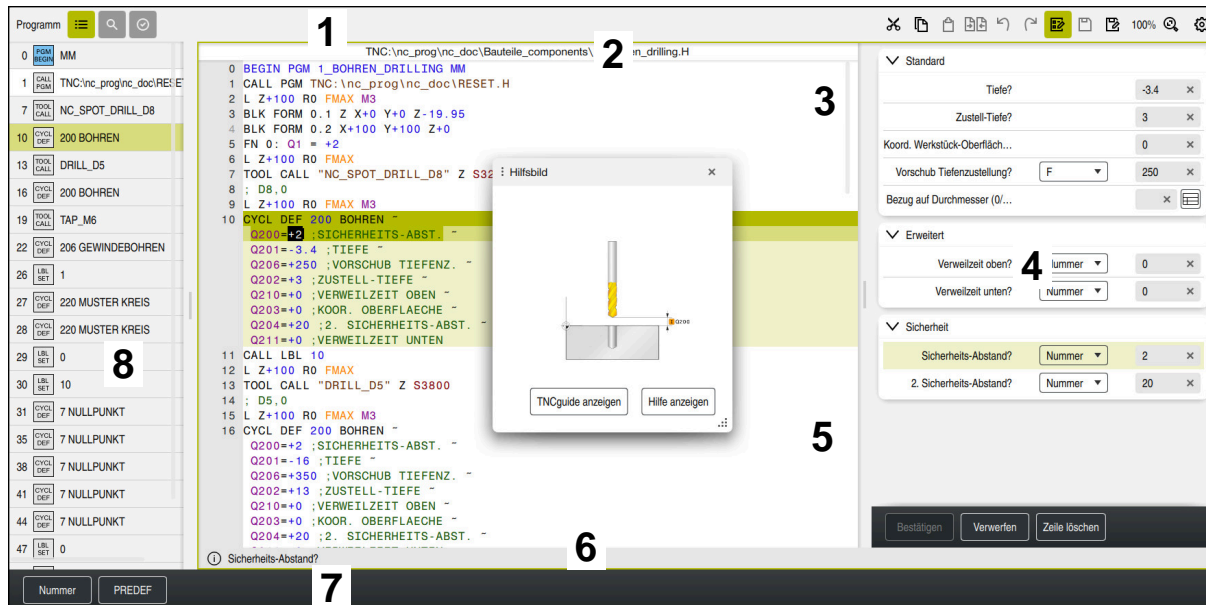 Programm
100%
1
2
3
4
5
6
7
8
0 PGM BEGIN MM
1 CALL PGM TNC:\nc_prog\nc_doc\RESE
7 TOOL CALL NC_SPOT_DRILL_D8
10 CYCL DEF 200 BOHREN
13 TOOL CALL DRILL_D5
16 CYCL DEF 200 BOHREN
19 TOOL CALL TAP_M6
22 CYCL DEF 206 GEWINDEBOHREN
26 LBL SET 1
27 CYCL DEF 220 MUSTER KREIS
28 CYCL DEF 220 MUSTER KREIS
29 LBL SET 0
30 LBL SET 10
31 CYCL DEF 7 NULLPUNKT
35 CYCL DEF 7 NULLPUNKT
38 CYCL DEF 7 NULLPUNKT
41 CYCL DEF 7 NULLPUNKT
44 CYCL DEF 7 NULLPUNKT
47 LBL SET 0
TNC:\nc_prog\nc_doc\Bauteile_components\ en_drilling.H
0 BEGIN PGM 1_BOHREN_DRILLING MM
1 CALL PGM TNC:\nc_prog\nc_doc\RESET.H
2 L Z+100 R0 FMAX M3
3 BLK FORM 0.1 Z X+0 Y+0 Z-19.95
4 BLK FORM 0.2 X+100 Y+100 Z+0
5 FN 0: Q1 = +2
6 L Z+100 R0 FMAX
7 TOOL CALL "NC_SPOT_DRILL_D8" Z S32
8 ; D8,0
9 L Z+100 R0 FMAX M3
10 CYCL DEF 200 BOHREN ~
Q200=+2 ;SICHERHEITS-ABST. ~
Q201=-3.4 ;TIEFE ~
Q206=+250 ;VORSCHUB TIEFENZ. ~
Q202=+3 ;ZUSTELL-TIEFE ~
Q210=+0 ;VERWEILZEIT OBEN ~
Q203=+0 ;KOOR. OBERFLAECHE ~
Q204=+20 ;2. SICHERHEITS-ABST. ~
Q211=+0 ;VERWEILZEIT UNTEN
11 CALL LBL 10
12 L Z+100 R0 FMAX
13 TOOL CALL "DRILL_D5" Z S3800
14 ; D5,0
15 L Z+100 R0 FMAX M3
16 CYCL DEF 200 BOHREN ~
Q200=+2 ;SICHERHEITS-ABST. ~
Q201=-16 ;TIEFE ~
Q206=+350 ;VORSCHUB TIEFENZ. ~
Q202=+13 ;ZUSTELL-TIEFE ~
Q210=+0 ;VERWEILZEIT OBEN ~
Q203=+0 ;KOOR. OBERFLAECHE ~
Q204=+20 ;2. SICHERHEITS-ABST. ~
Sicherheits-Abstand?
Hilfsbild
Q200
TNCguide anzeigen
Hilfe anzeigen
Standard
Tiefe? -3.4
Zustell-Tiefe? 3
Koord. Werkstück-Oberfläch... 0
Vorschub Tiefenzustellung? F 250
Bezug auf Durchmesser (0/...
Erweitert
Verweilzeit oben? ummer 0
Verweilzeit unten? Nummer 0
Sicherheit
Sicherheits-Abstand? Nummer 2
2. Sicherheits-Abstand? Nummer 20
Bestätigen
Verwerfen
Zeile löschen
Nummer
PREDEF